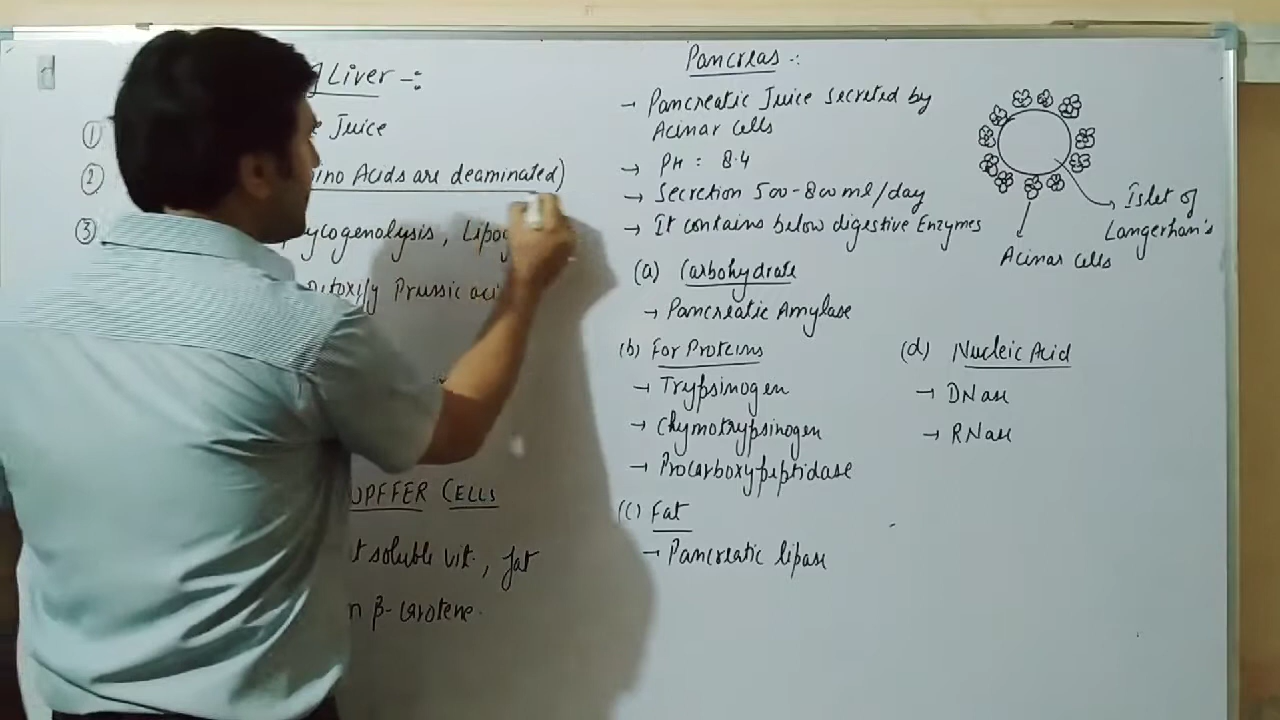 Liver -:
① Juice
② Acids are deaminated)
③ ycogenolysis,
Prussic
UPFFER CELLS
t soluble vit., fat
n β-carotene.
Pancreas :-
→ Pancreatic Juice secreted by
Acinar cells
→ PH = 8.4
→ Secretion 500-800 ml/day
→ It contains below digestive Enzymes
(a) Carbohydrate
→ Pancreatic Amylase
(b) For Proteins
→ Trypsinogen
→ Chymotrypsinogen
→ Procarboxypeptidase
(c) Fat
→ Pancreatic lipase
(d) Nucleic Acid
→ DNase
→ RNase
Islet of
Langerhan's
Acinar cells